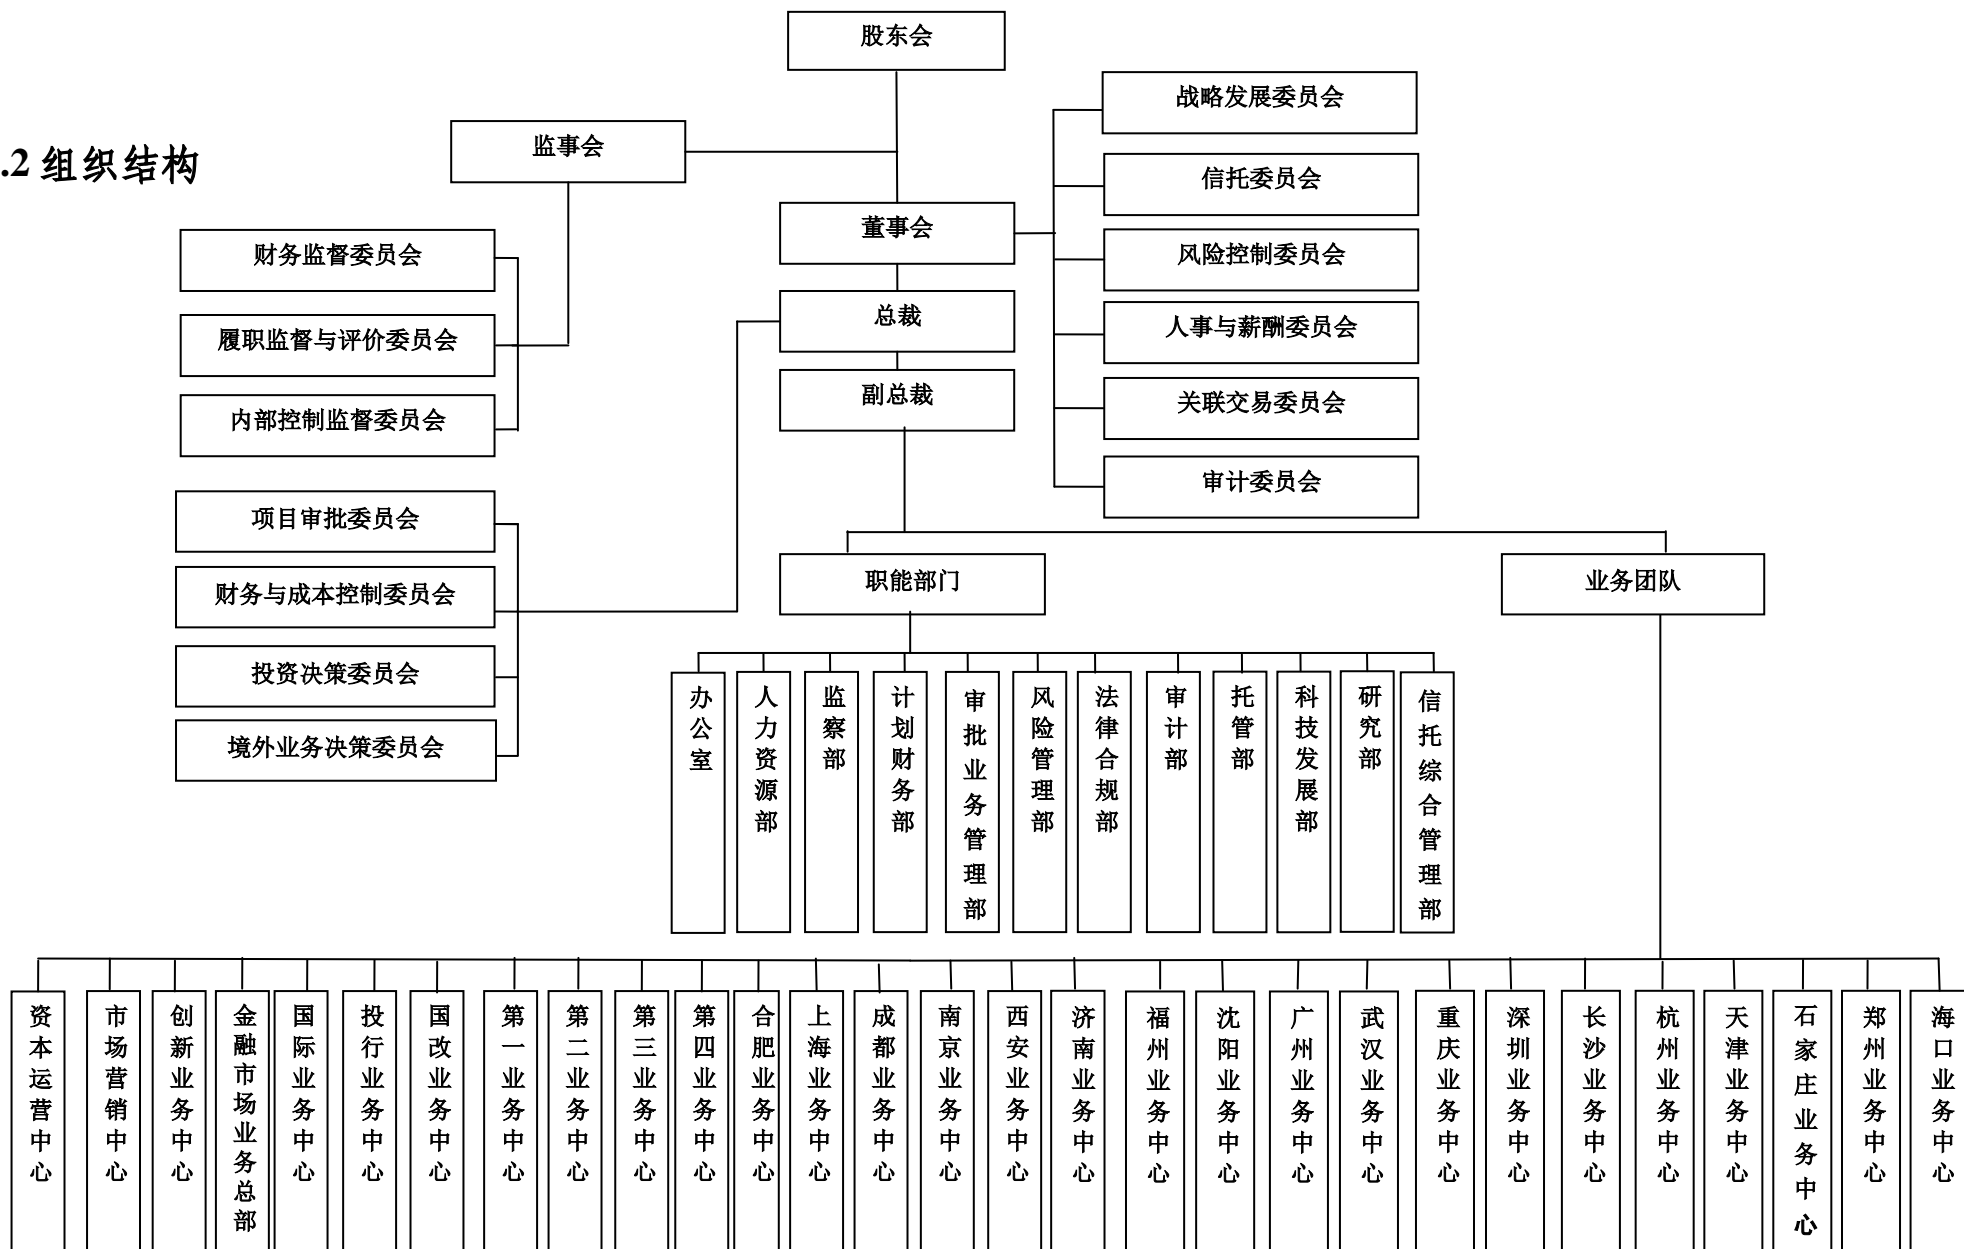 股东会
战略发展委员会
监事会
.2 组织结构
信托委员会
董事会
财务监督委员会
风险控制委员会
总裁
履职监督与评价委员会
人事与薪酬委员会
副总裁
内部控制监督委员会
关联交易委员会
审计委员会
项目审批委员会
职能部门
业务团队
财务与成本控制委员会
投资决策委员会
境外业务决策委员会
办公室
人力资源部
监察部
计划财务部
审批业务管理部
风险管理部
法律合规部
审计部
托管部
科技发展部
研究部
信托综合管理部
资本运营中心
市场营销中心
创新业务中心
金融市场业务总部
国际业务中心
投行业务中心
国改业务中心
第一业务中心
第二业务中心
第三业务中心
第四业务中心
合肥业务中心
上海业务中心
成都业务中心
南京业务中心
西安业务中心
济南业务中心
福州业务中心
沈阳业务中心
广州业务中心
武汉业务中心
重庆业务中心
深圳业务中心
长沙业务中心
杭州业务中心
天津业务中心
石家庄业务中心
郑州业务中心
海口业务中心